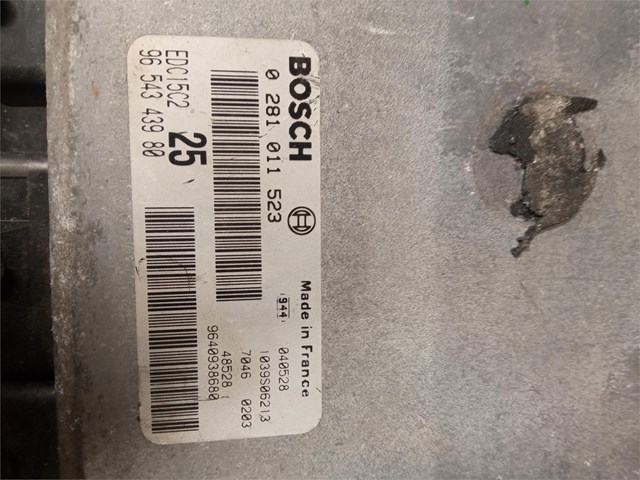 BOSCH
0 281 011 523
EDC15C2
25
96 543 439 80
Made in France
944
040528
1039S06213
7046 0203
48528
9640938680